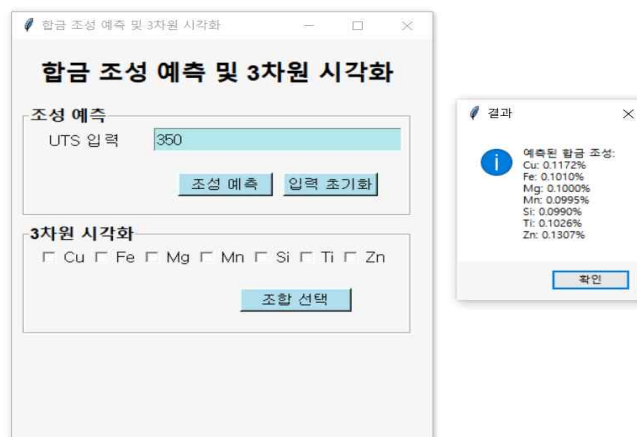 합금 조성 예측 및 3차원 시각화
합금 조성 예측 및 3차원 시각화
조성 예측
UTS 입력 350
조성 예측 입력 초기화
3차원 시각화
Cu Fe Mg Mn Si Ti Zn
조합 선택
결과
예측된 합금 조성:
Cu: 0.1172%
Fe: 0.1010%
Mg: 0.1000%
Mn: 0.0995%
Si: 0.0990%
Ti: 0.1026%
Zn: 0.1307%
확인